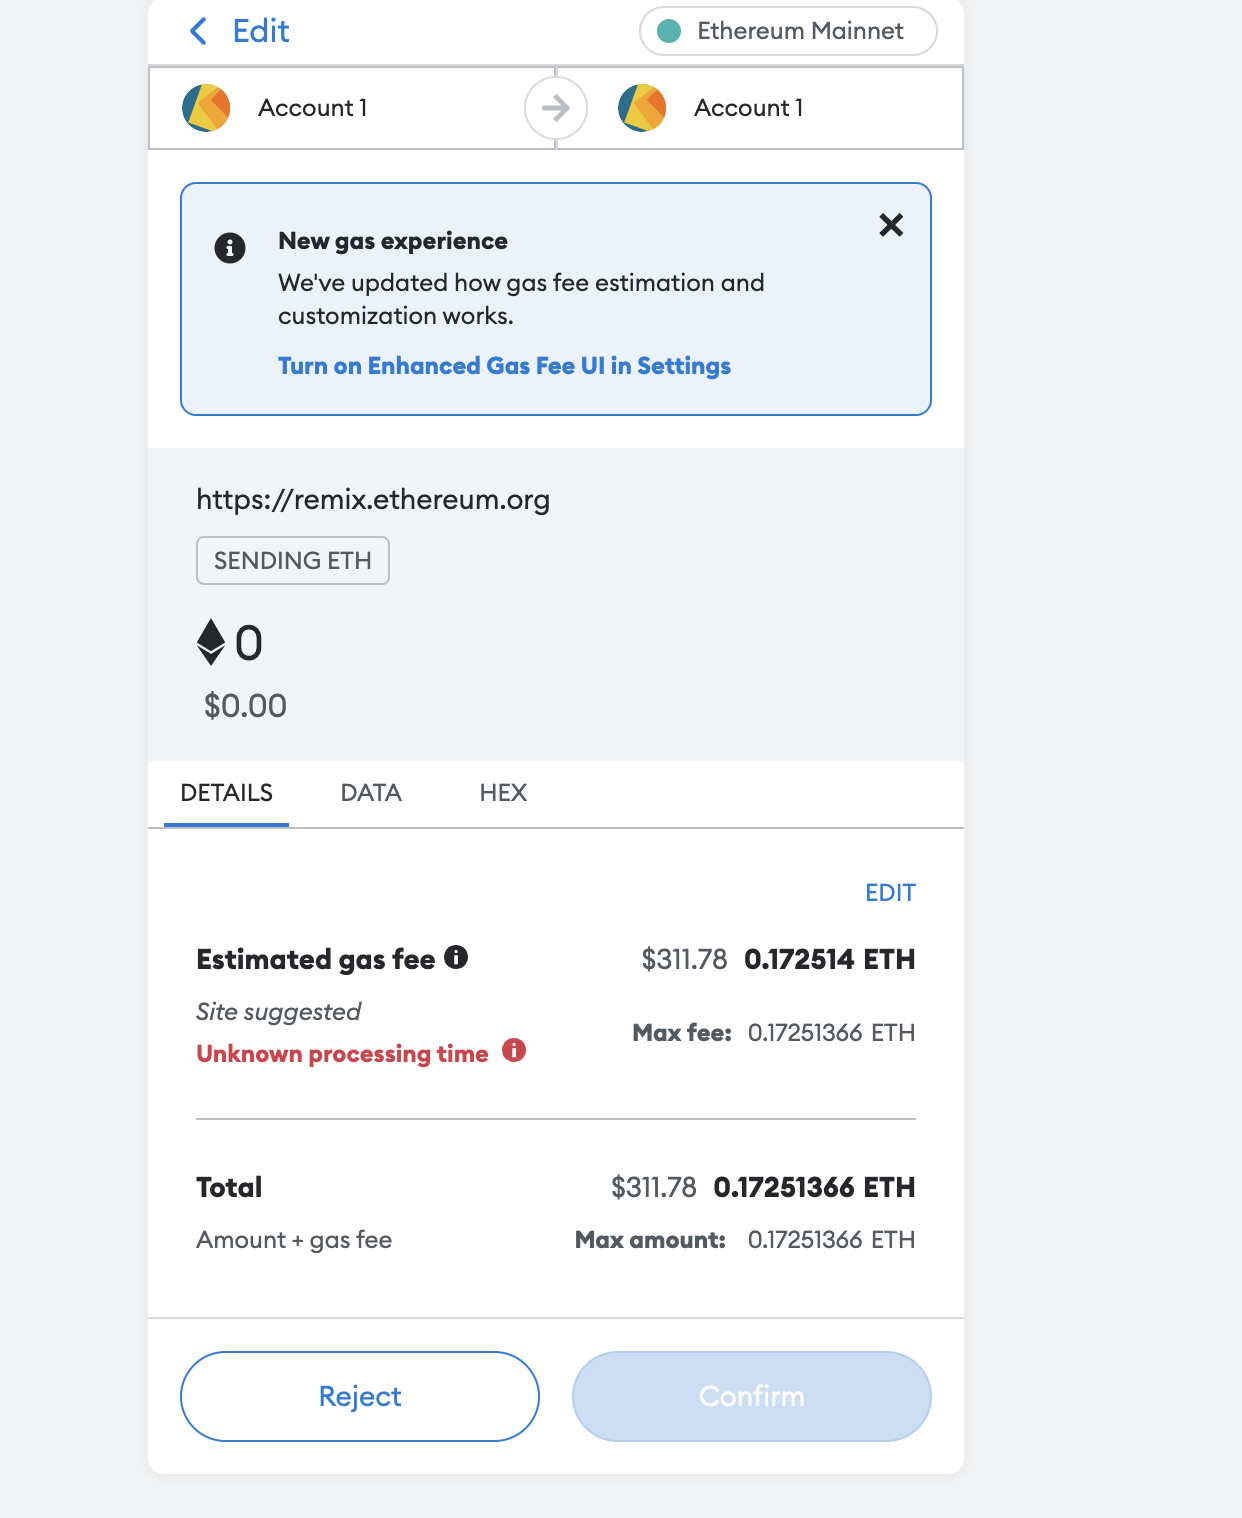 Edit
Ethereum Mainnet
Account 1
Account 1
New gas experience
We've updated how gas fee estimation and
customization works.
Turn on Enhanced Gas Fee UI in Settings
https://remix.ethereum.org
SENDING ETH
0
$0.00
DETAILS DATA HEX
EDIT
Estimated gas fee $311.78 0.172514 ETH
Site suggested
Max fee: 0.17251366 ETH
Unknown processing time
Total $311.78 0.17251366 ETH
Amount + gas fee Max amount: 0.17251366 ETH
Reject
Confirm